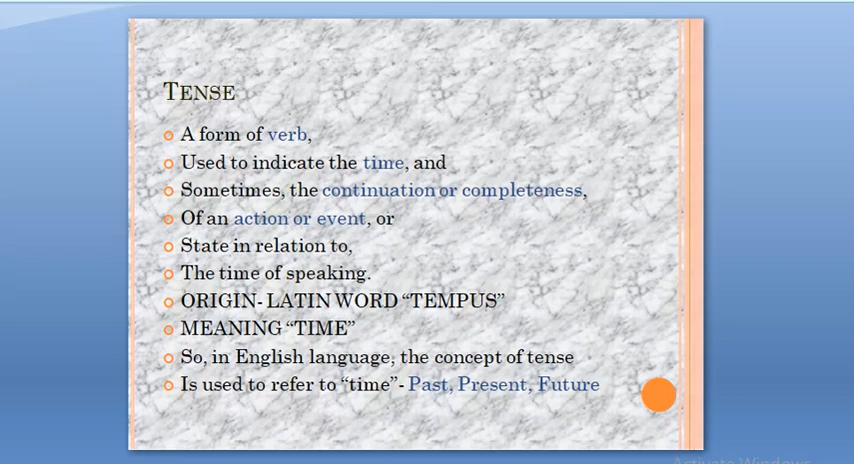 TENSE
A form of verb,
Used to indicate the time, and
Sometimes, the continuation or completeness,
Of an action or event, or
State in relation to,
The time of speaking.
ORIGIN- LATIN WORD “TEMPUS”
MEANING “TIME”
So, in English language, the concept of tense
Is used to refer to “time”- Past, Present, Future
Activate Windows